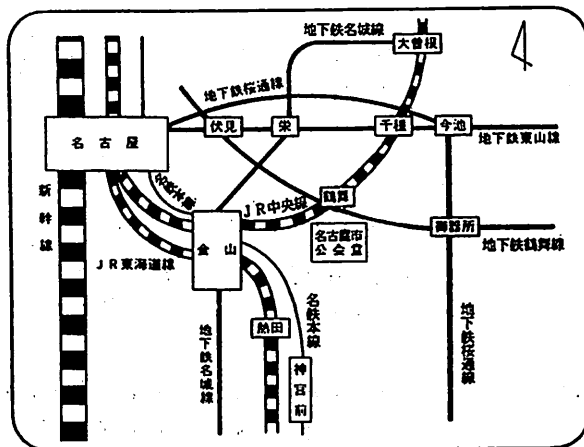 地下鉄名城線
大曽根
地下鉄桜通線
名古屋
伏見
栄
千種
今池
地下鉄東山線
新幹線
名鉄本線
JR中央線
鶴舞
金山
名古屋市
公会堂
御器所
地下鉄鶴舞線
JR東海道線
熱田
名鉄本線
地下鉄名城線
神宮前
地下鉄桜通線